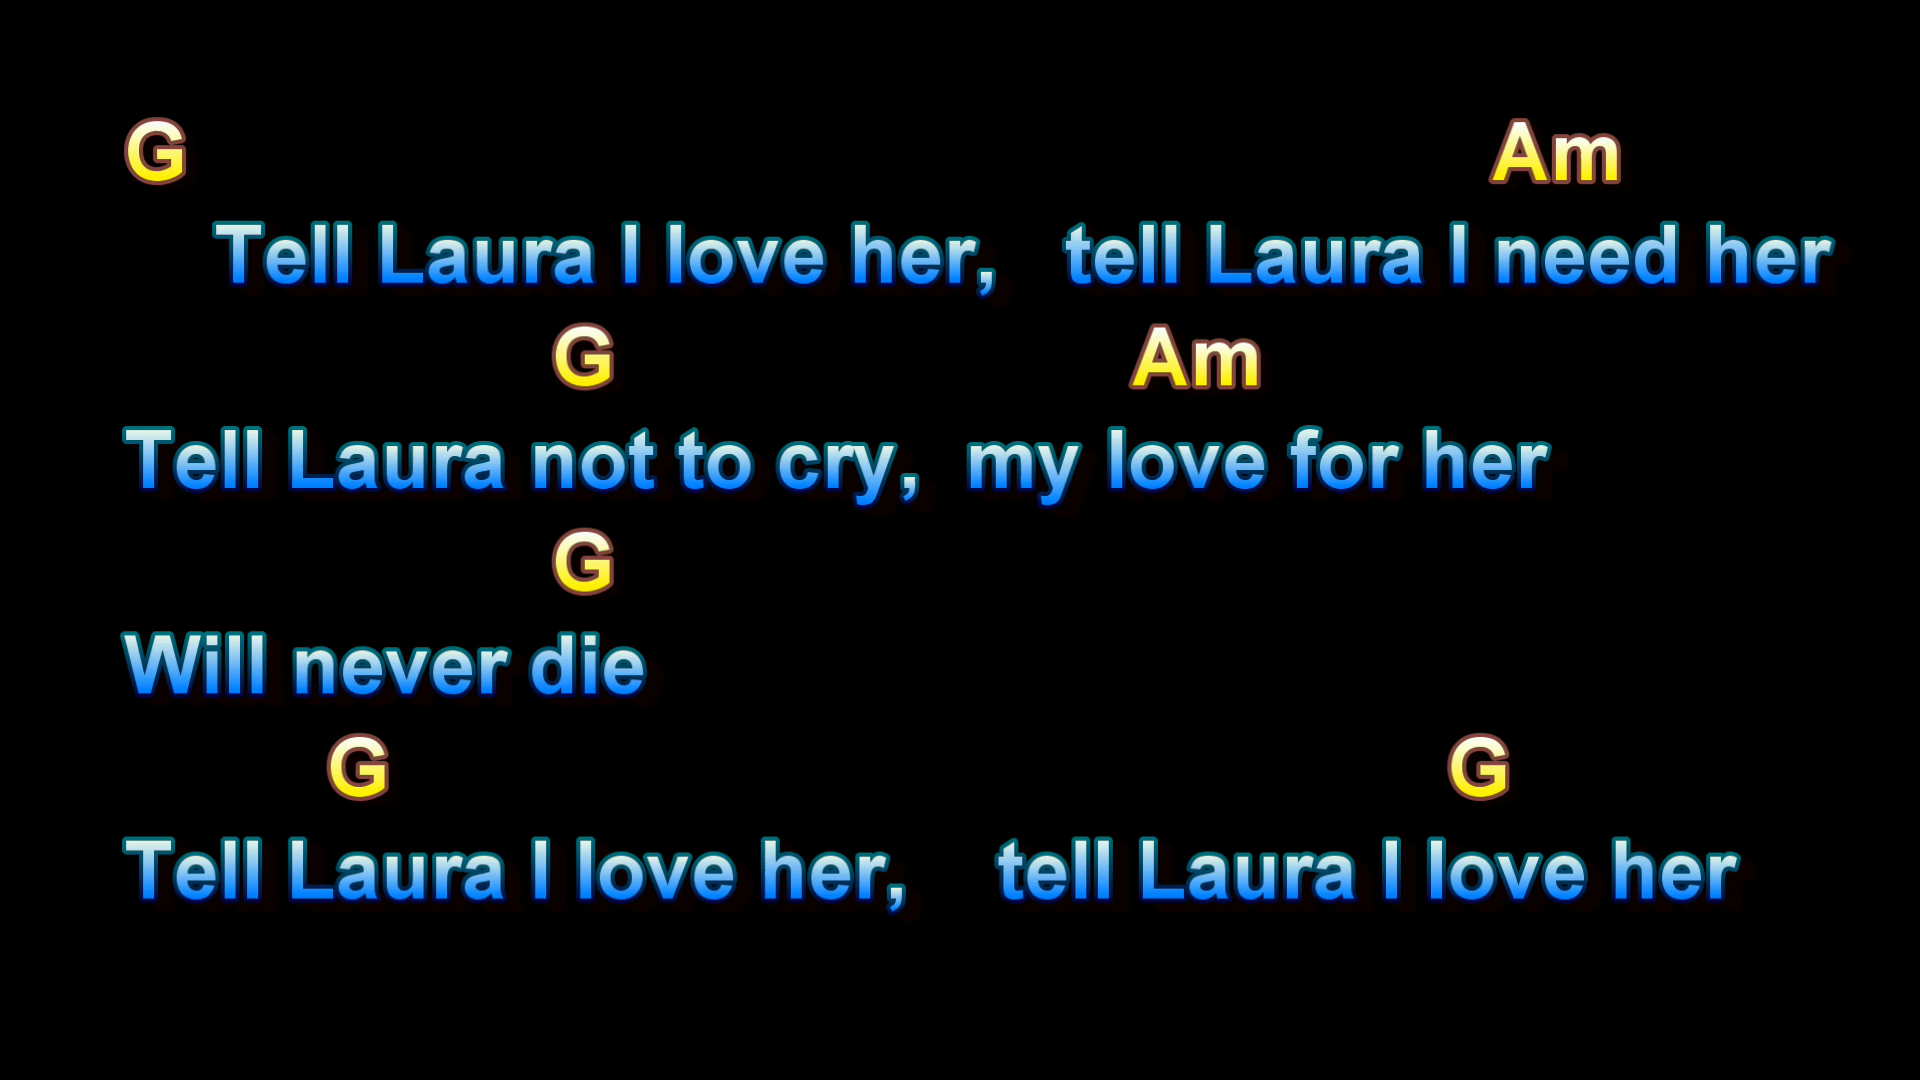 G Am
Tell Laura I love her, tell Laura I need her
G Am
Tell Laura not to cry, my love for her
G
Will never die
G G
Tell Laura I love her, tell Laura I love her